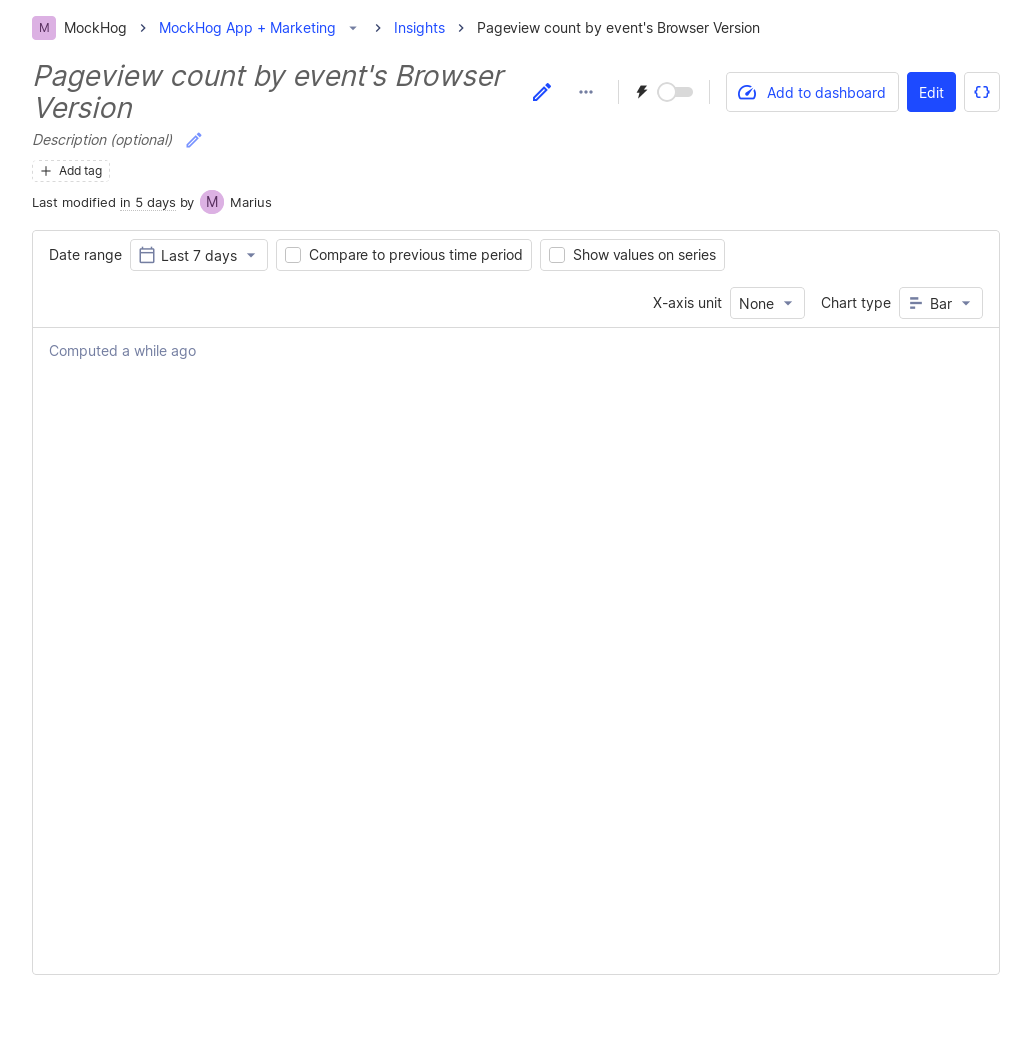 M MockHog MockHog App + Marketing Insights Pageview count by event's Browser Version
Pageview count by event's Browser
Version
Add to dashboard Edit
Description (optional)
Add tag
Last modified in 5 days by M Marius
Date range Last 7 days Compare to previous time period Show values on series
X-axis unit None Chart type Bar
Computed a while ago